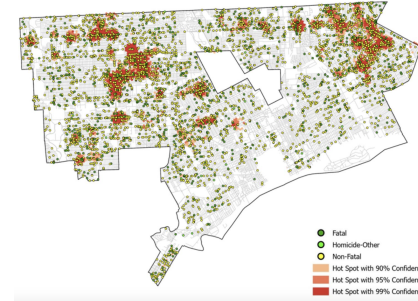 Fatal
Homicide-Other
Non-Fatal
Hot Spot with 90% Confiden
Hot Spot with 95% Confiden
Hot Spot with 99% Confiden